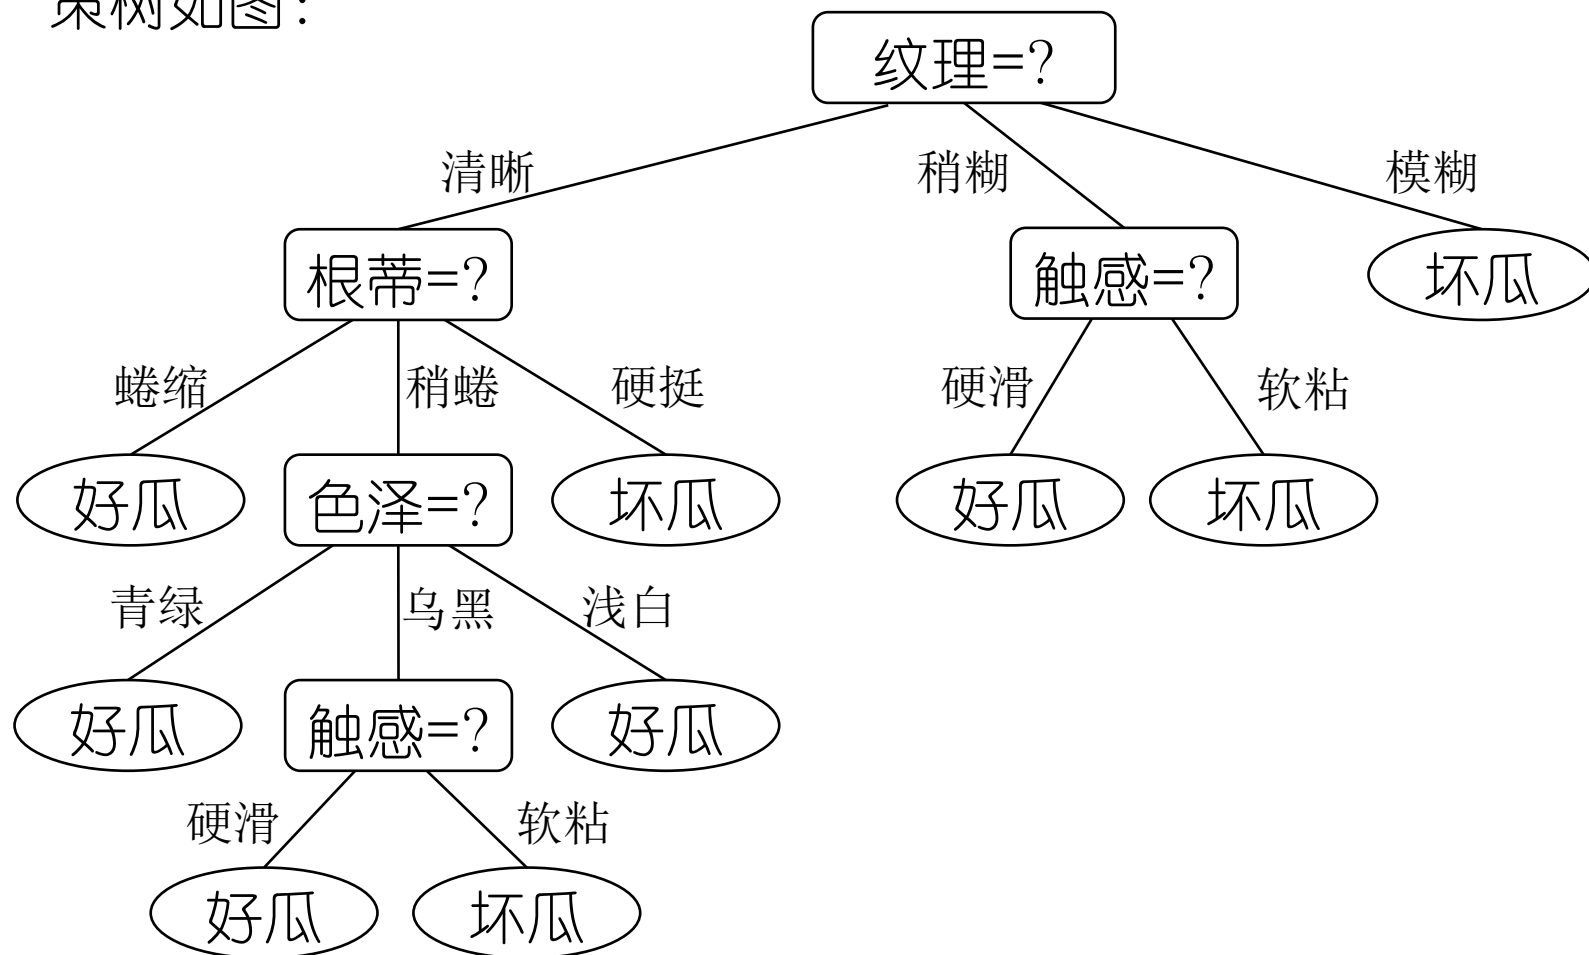 策树如图：
纹理=?
清晰 稍糊 模糊
根蒂=? 触感=? 坏瓜
蜷缩 稍蜷 硬挺 硬滑 软粘
好瓜 色泽=? 坏瓜 好瓜 坏瓜
青绿 乌黑 浅白
好瓜 触感=? 好瓜
硬滑 软粘
好瓜 坏瓜